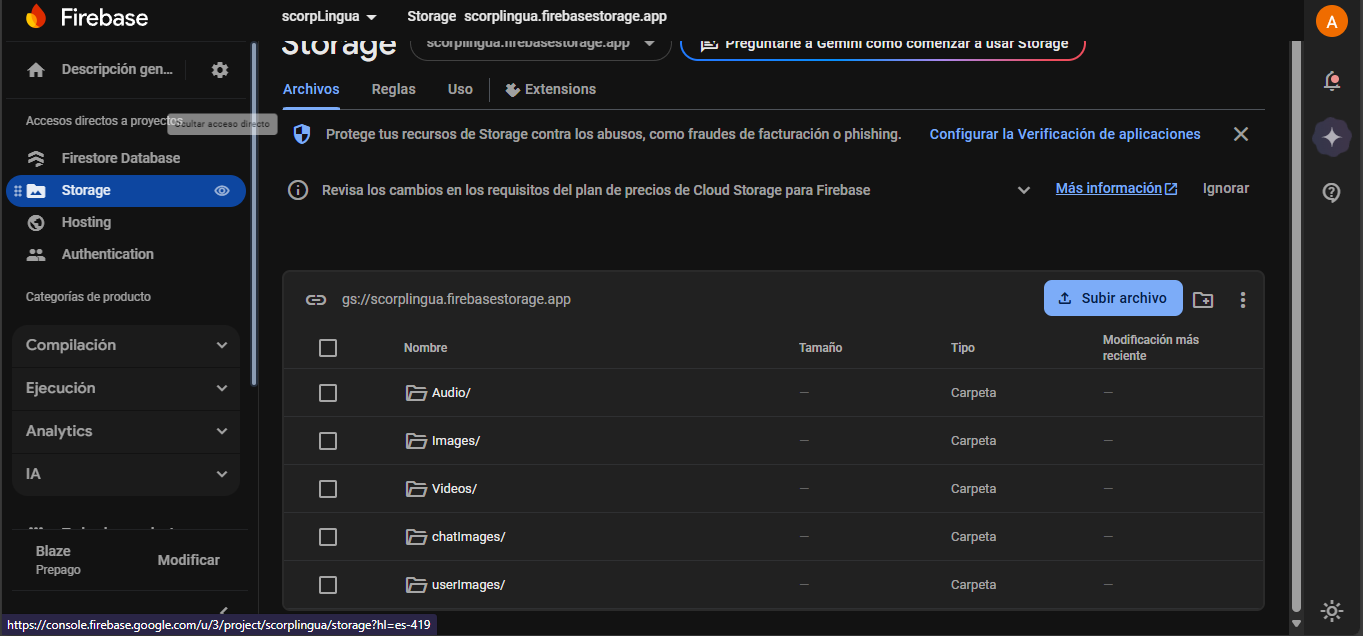 Firebase
scorpLingua
Storage scorplingua.firebasestorage.app
A
Descripción gen...
Accesos directos a proyectos
Ocultar acceso directo
Firestore Database
Storage
Hosting
Authentication
Categorías de producto
Compilación
Ejecución
Analytics
IA
Blaze
Prepago
Modificar
Storage
scorplingua.firebasestorage.app
Preguntarle a Gemini cómo comenzar a usar Storage
Archivos Reglas Uso Extensions
Protege tus recursos de Storage contra los abusos, como fraudes de facturación o phishing. Configurar la Verificación de aplicaciones
Revisa los cambios en los requisitos del plan de precios de Cloud Storage para Firebase Más información Ignorar
gs://scorplingua.firebasestorage.app Subir archivo
Nombre Tamaño Tipo Modificación más
reciente
Audio/ — Carpeta —
Images/ — Carpeta —
Videos/ — Carpeta —
chatImages/ — Carpeta —
userImages/ — Carpeta —
https://console.firebase.google.com/u/3/project/scorplingua/storage?hl=es-419